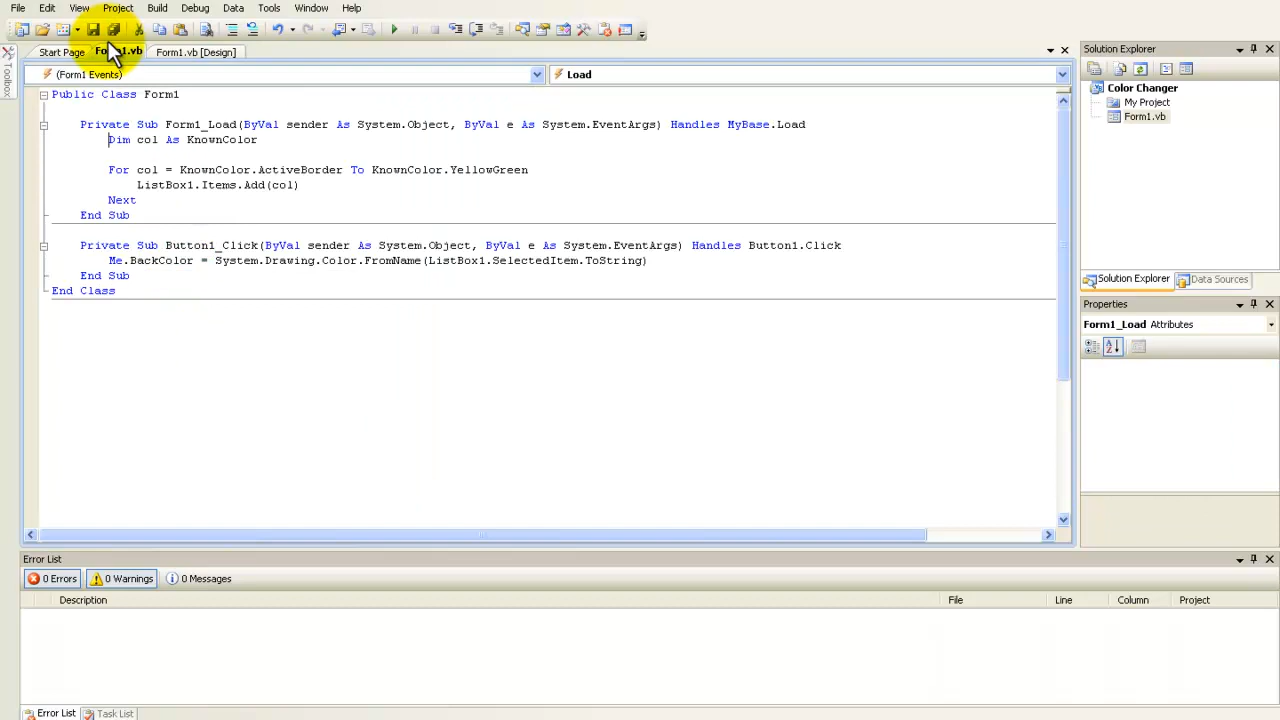 File Edit View Project Build Debug Data Tools Window Help
Start Page Form1.vb Form1.vb [Design]
Solution Explorer
Toolbox
(Form1 Events) Load
Color Changer
My Project
Form1.vb
Public Class Form1
Private Sub Form1_Load(ByVal sender As System.Object, ByVal e As System.EventArgs) Handles MyBase.Load
Dim col As KnownColor
For col = KnownColor.ActiveBorder To KnownColor.YellowGreen
ListBox1.Items.Add(col)
Next
End Sub
Private Sub Button1_Click(ByVal sender As System.Object, ByVal e As System.EventArgs) Handles Button1.Click
Me.BackColor = System.Drawing.Color.FromName(ListBox1.SelectedItem.ToString)
End Sub
End Class
Solution Explorer Data Sources
Properties
Form1_Load Attributes
Error List
0 Errors 0 Warnings 0 Messages
Description File Line Column Project
Error List Task List